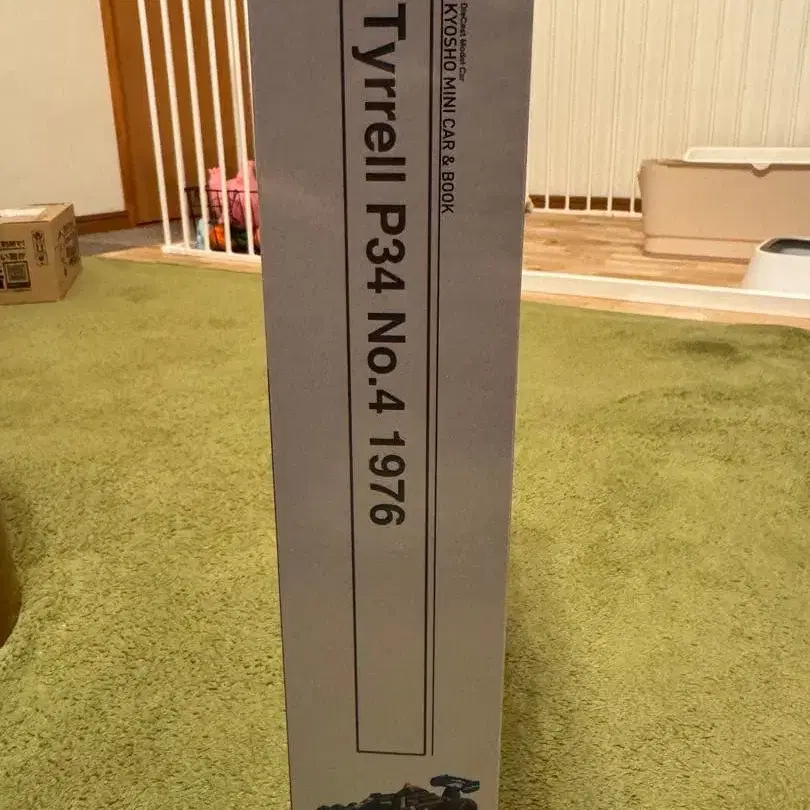 DieCast Model Car
KYOSHO MINI CAR & BOOK
Tyrrell P34 No.4 1976